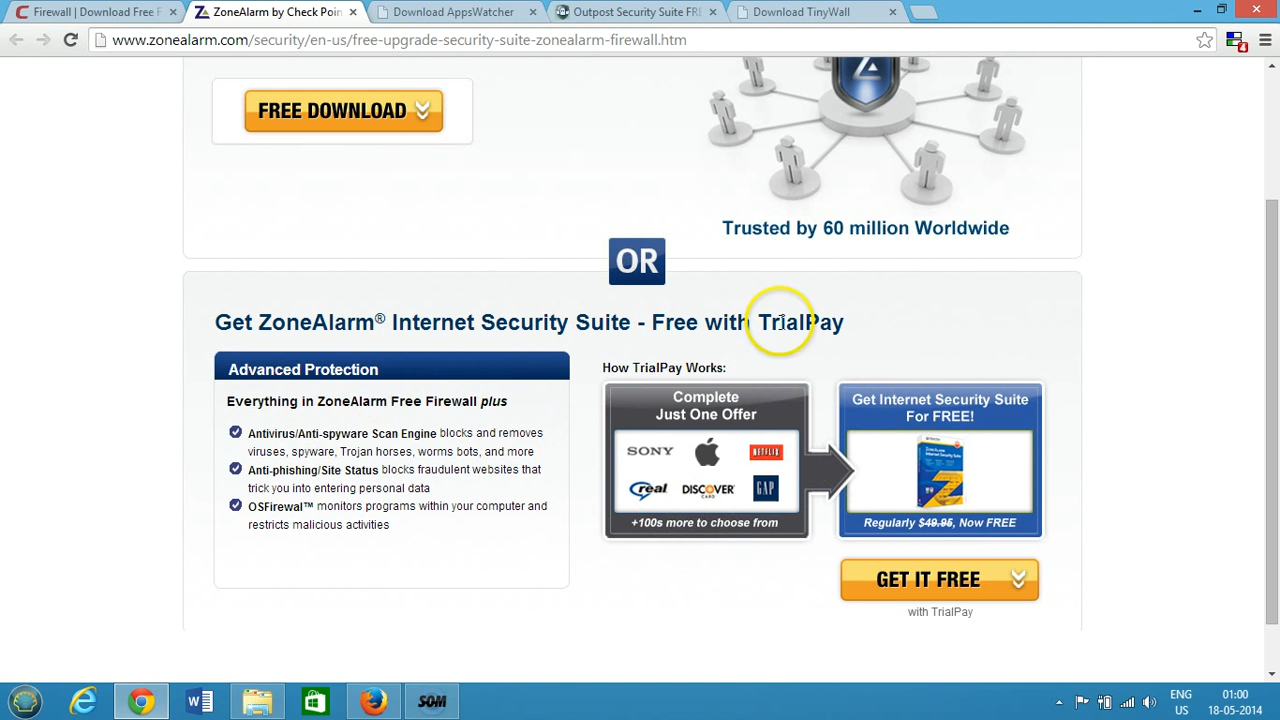 Firewall | Download Free F
ZoneAlarm by Check Poin
Download AppsWatcher
Outpost Security Suite FR
Download TinyWall
www.zonealarm.com/security/en-us/free-upgrade-security-suite-zonealarm-firewall.htm
4
FREE DOWNLOAD
Trusted by 60 million Worldwide
OR
Get ZoneAlarm® Internet Security Suite - Free with TrialPay
Advanced Protection
Everything in ZoneAlarm Free Firewall plus
Antivirus/Anti-spyware Scan Engine blocks and removes
viruses, spyware, Trojan horses, worms bots, and more
Anti-phishing/Site Status blocks fraudulent websites that
trick you into entering personal data
OSFirewall™ monitors programs within your computer and
restricts malicious activities
How TrialPay Works:
Complete
Just One Offer
SONY
NETFLIX
real
DISCOVER
CARD
GAP
+100s more to choose from
Get Internet Security Suite
For FREE!
Regularly $49.95, Now FREE
GET IT FREE
with TrialPay
SOM
ENG
US
01:00
18-05-2014